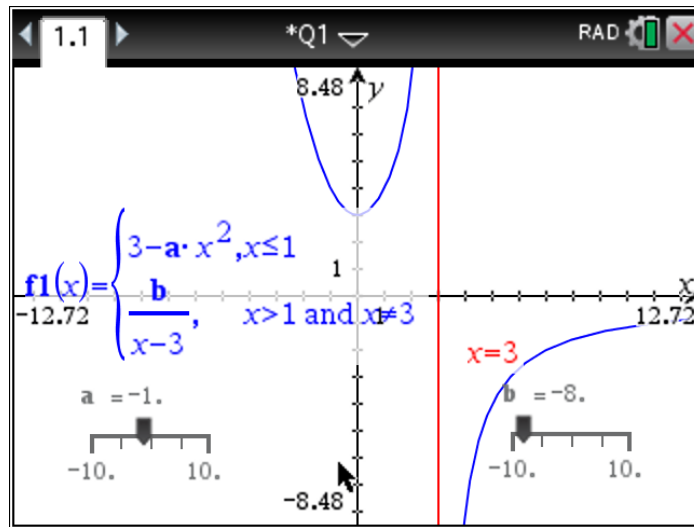 1.1 *Q1 RAD
8.48 y
f1(x)={3−a·x²,x≤1
b/(x−3), x>1 and x≠3
1
x
−12.72 1 12.72
x=3
a =−1. b =−8.
−10. 10. −10. 10.
−8.48